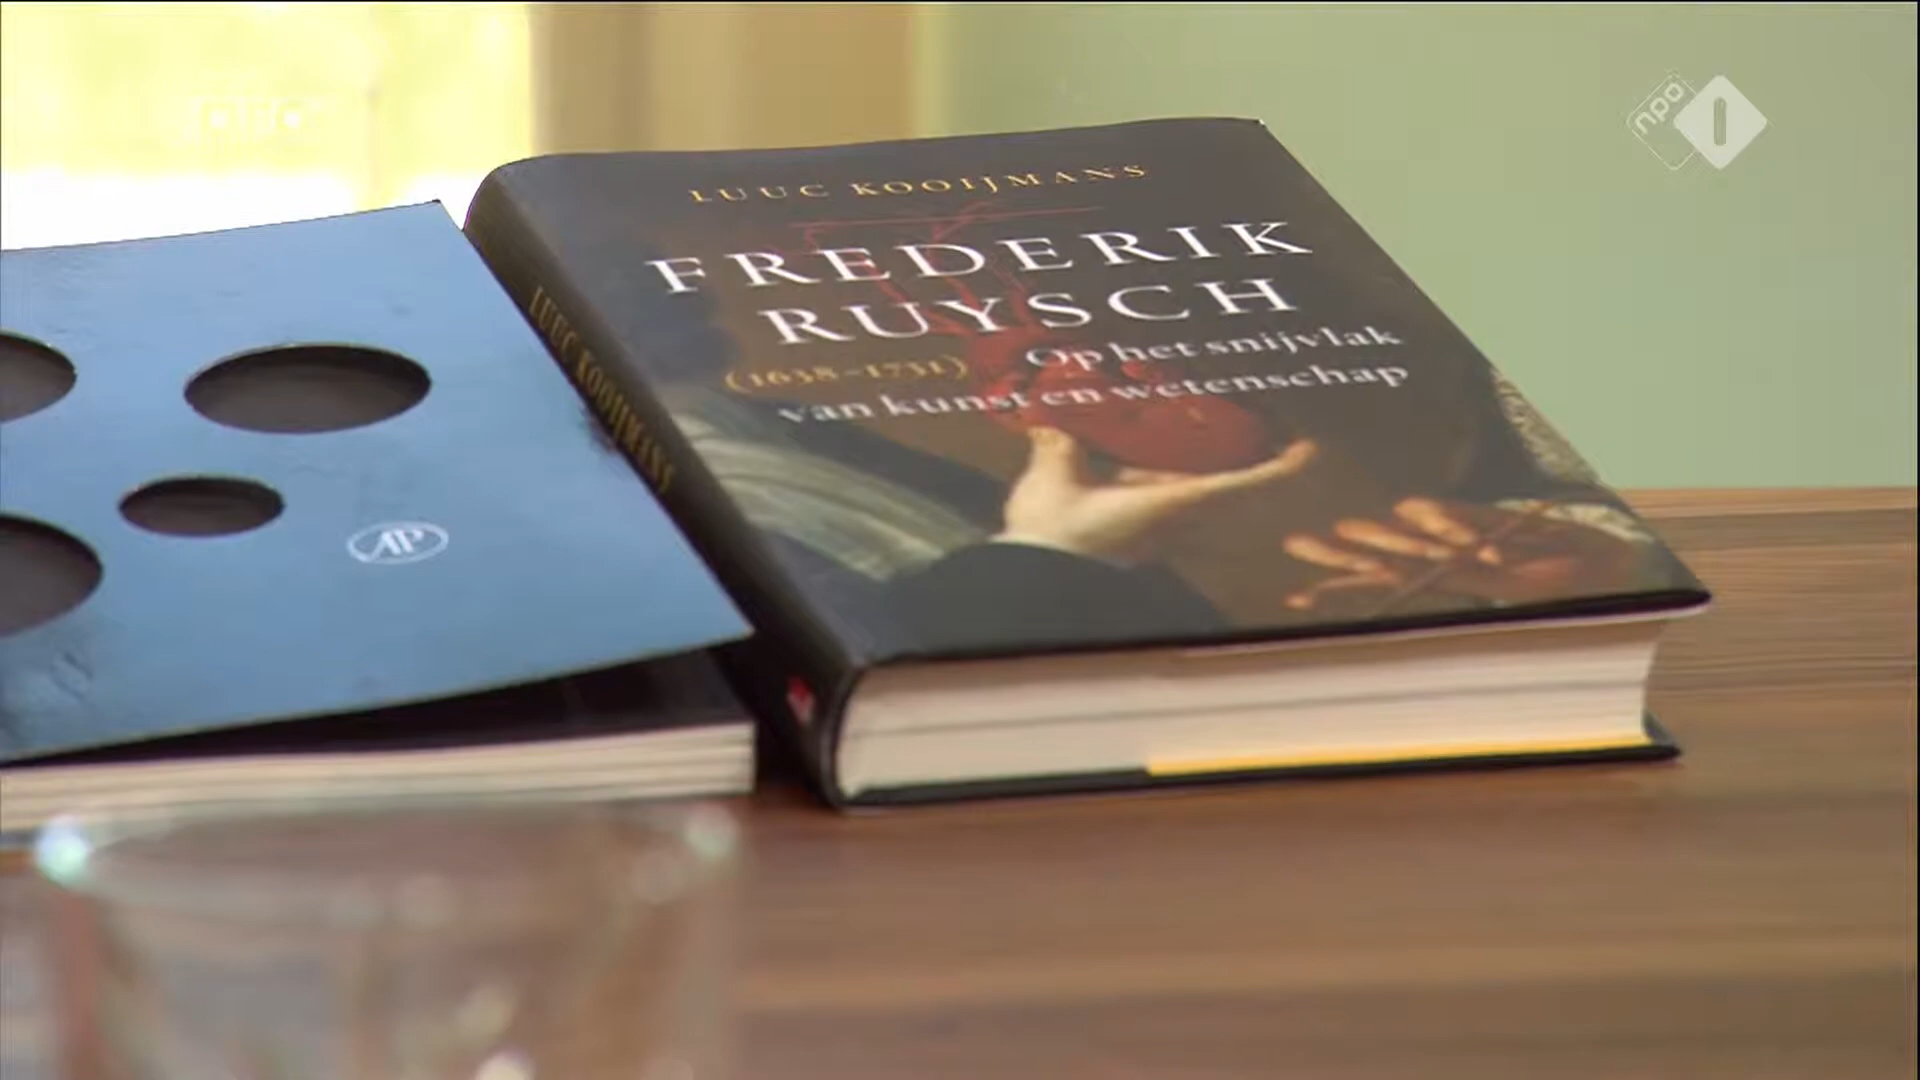 npo 1
LUUC KOOIJMANS
FREDERIK
RUYSCH
(1638–1731) Op het snijvlak
van kunst en wetenschap
LUUC KOOIJMANS
AP